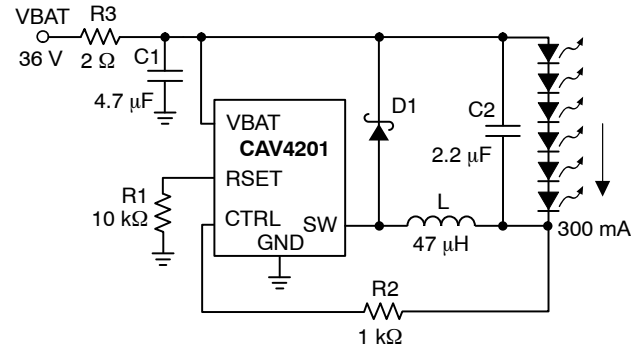 VBAT
R3
36 V
2 Ω
C1
4.7 μF
VBAT
CAV4201
RSET
CTRL
SW
GND
R1
10 kΩ
D1
C2
2.2 μF
L
47 μH
300 mA
R2
1 kΩ